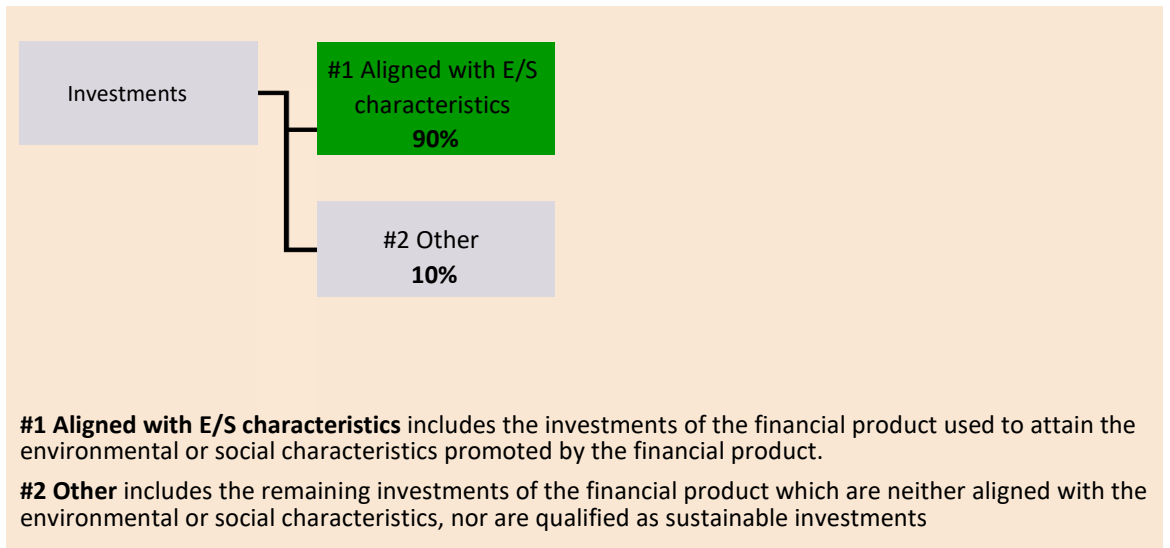 Investments
#1 Aligned with E/S
characteristics
90%
#2 Other
10%
#1 Aligned with E/S characteristics includes the investments of the financial product used to attain the
environmental or social characteristics promoted by the financial product.
#2 Other includes the remaining investments of the financial product which are neither aligned with the
environmental or social characteristics, nor are qualified as sustainable investments